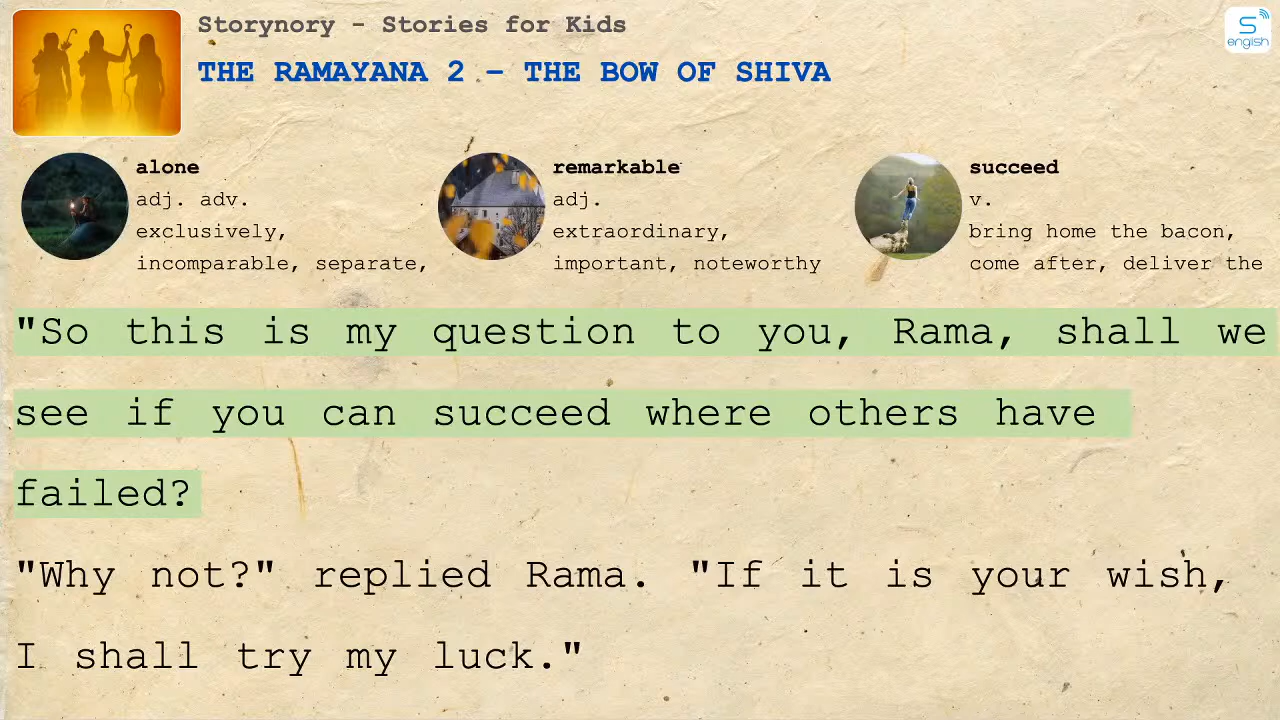 Storynory - Stories for Kids
THE RAMAYANA 2 – THE BOW OF SHIVA
S
english
alone
adj. adv.
exclusively,
incomparable, separate,
remarkable
adj.
extraordinary,
important, noteworthy
succeed
v.
bring home the bacon,
come after, deliver the
"So this is my question to you, Rama, shall we
see if you can succeed where others have
failed?
"Why not?" replied Rama. "If it is your wish,
I shall try my luck."